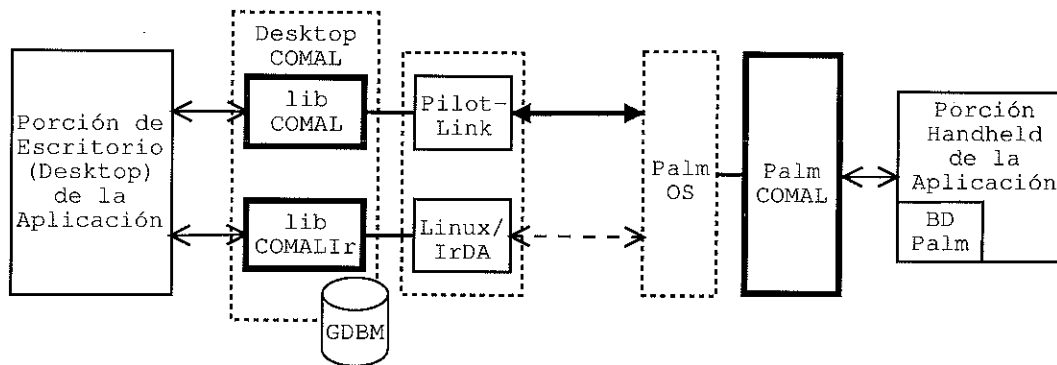 Porción de
Escritorio
(Desktop)
de la
Aplicación
Desktop
COMAL
lib
COMAL
lib
COMALIr
GDBM
Pilot-
Link
Linux/
IrDA
Palm
OS
Palm
COMAL
Porción
Handheld
de la
Aplicación
BD
Palm